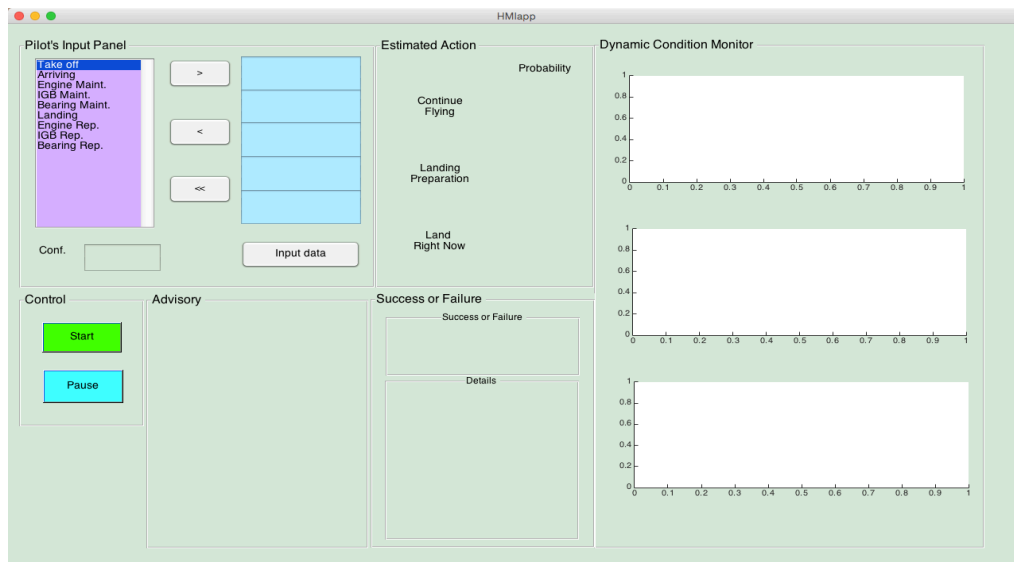 HMIapp
Pilot's Input Panel
Take off
Arriving
Engine Maint.
IGB Maint.
Bearing Maint.
Landing
Engine Rep.
IGB Rep.
Bearing Rep.
>
<
<<
Conf.
Input data
Estimated Action
Probability
Continue
Flying
Landing
Preparation
Land
Right Now
Dynamic Condition Monitor
1
0.8
0.6
0.4
0.2
0
0 0.1 0.2 0.3 0.4 0.5 0.6 0.7 0.8 0.9 1
1
0.8
0.6
0.4
0.2
0
0 0.1 0.2 0.3 0.4 0.5 0.6 0.7 0.8 0.9 1
1
0.8
0.6
0.4
0.2
0
0 0.1 0.2 0.3 0.4 0.5 0.6 0.7 0.8 0.9 1
Control
Start
Pause
Advisory
Success or Failure
Success or Failure
Details